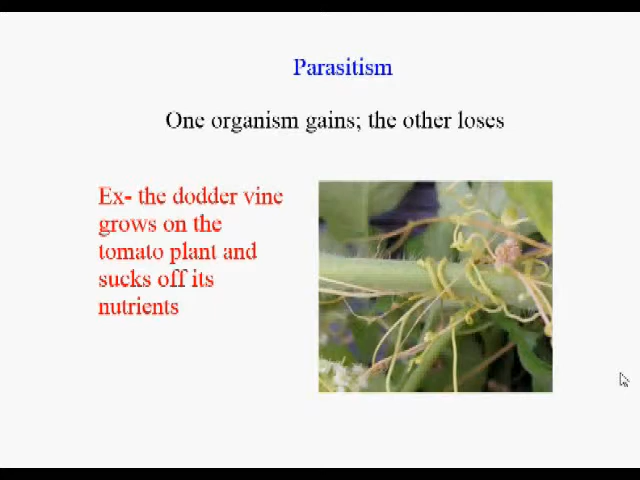 Parasitism
One organism gains; the other loses
Ex- the dodder vine
grows on the
tomato plant and
sucks off its
nutrients